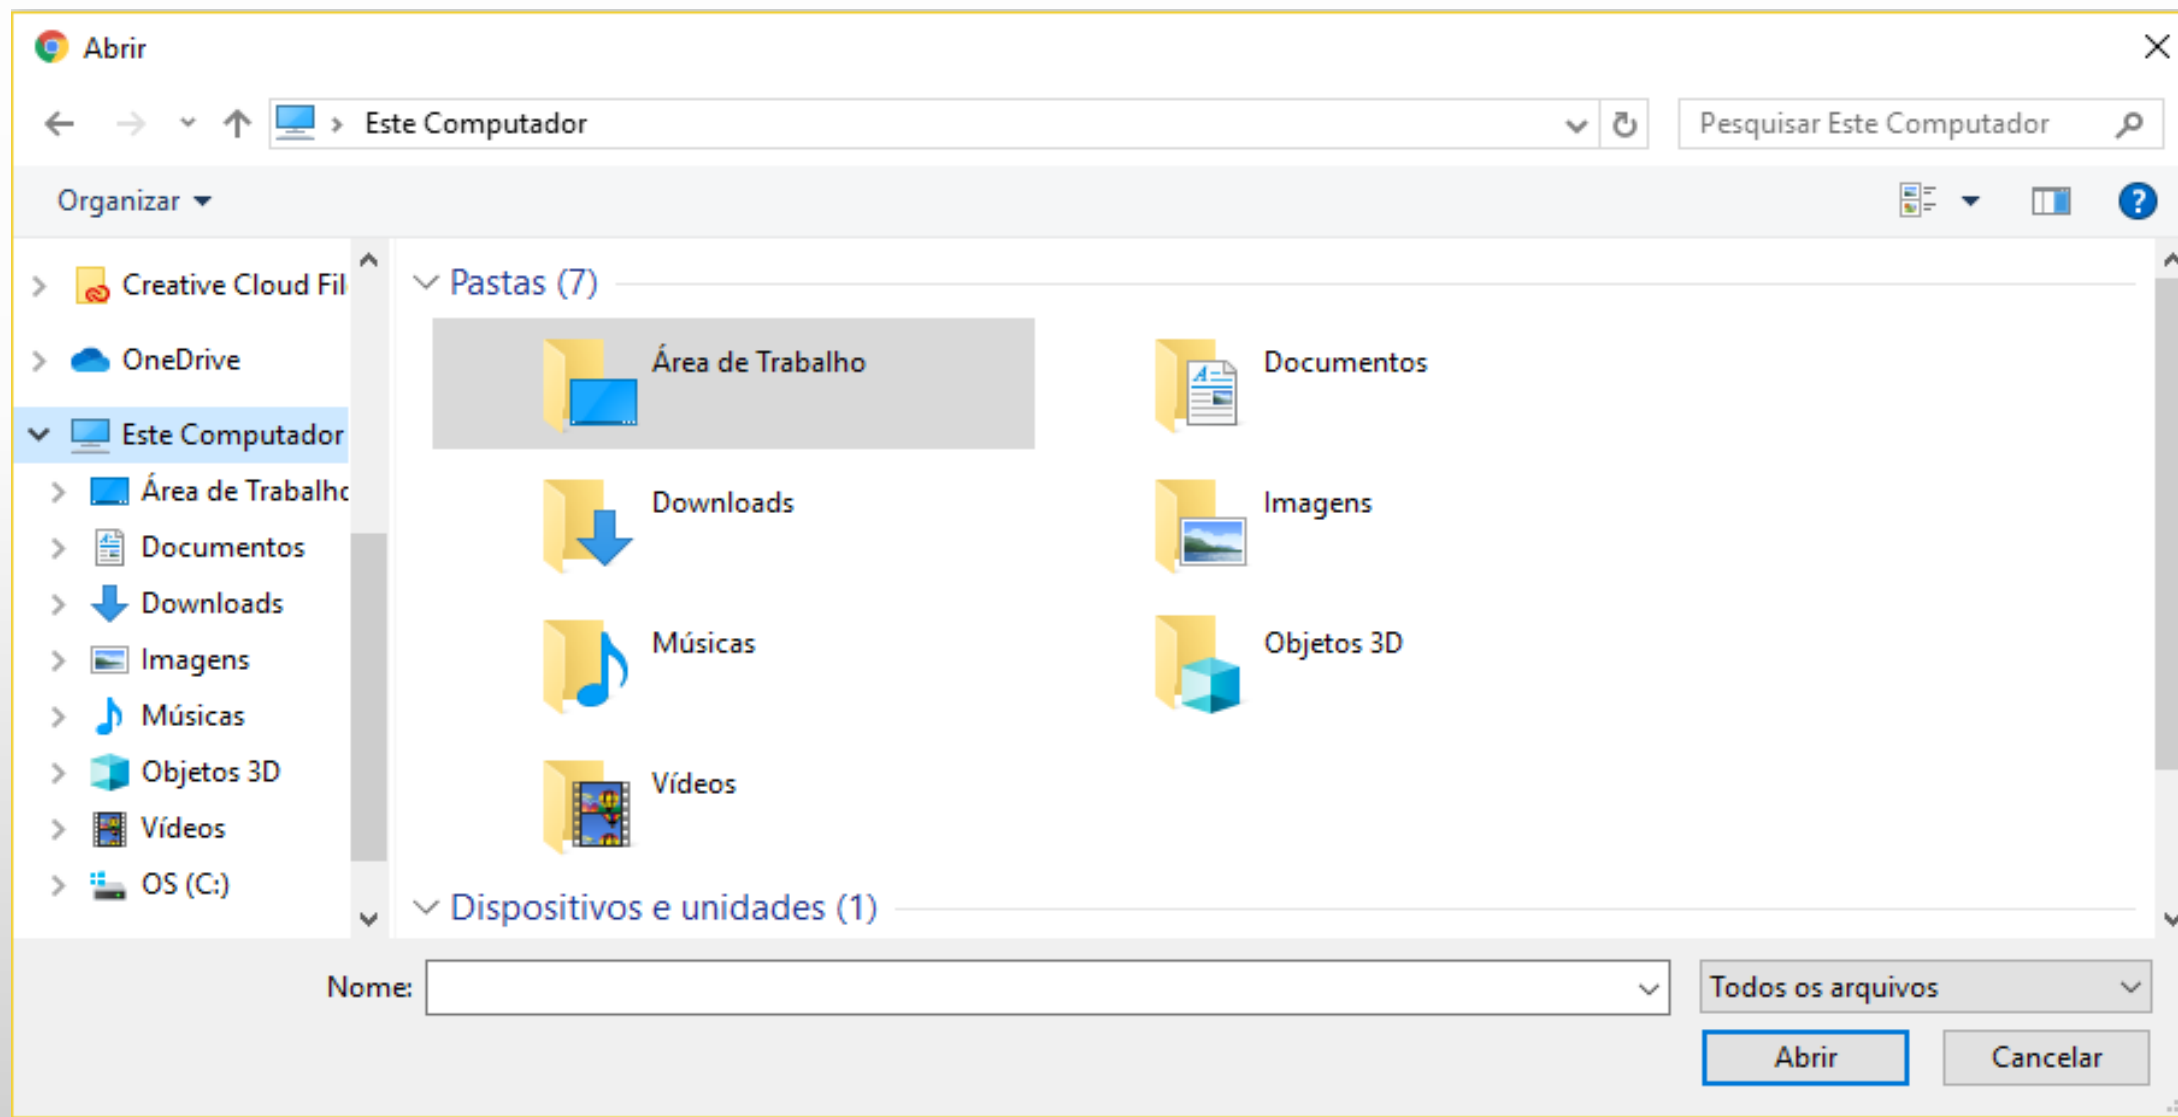 Abrir
Este Computador
Pesquisar Este Computador
Organizar
Creative Cloud Fil
OneDrive
Este Computador
Área de Trabalho
Documentos
Downloads
Imagens
Músicas
Objetos 3D
Vídeos
OS (C:)
Pastas (7)
Área de Trabalho
Documentos
Downloads
Imagens
Músicas
Objetos 3D
Vídeos
Dispositivos e unidades (1)
Nome:
Todos os arquivos
Abrir
Cancelar